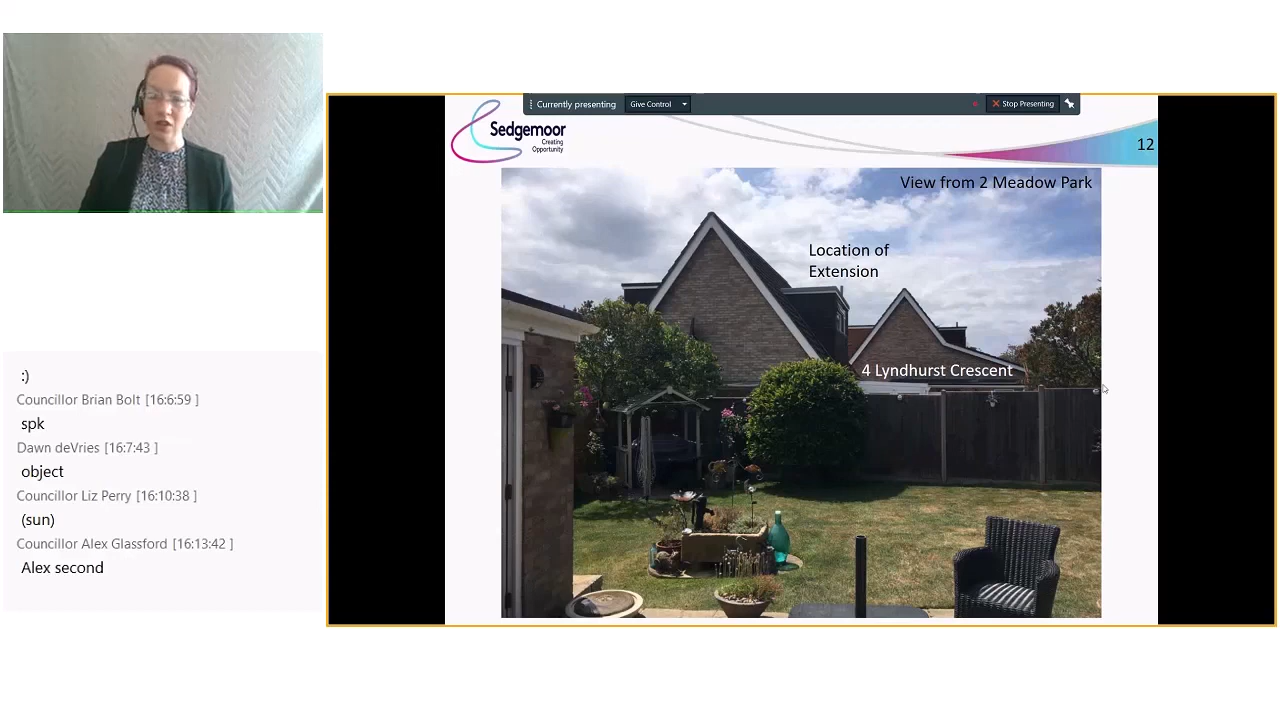 Currently presenting
Give Control
Stop Presenting
Sedgemoor
Creating
Opportunity
12
View from 2 Meadow Park
Location of
Extension
4 Lyndhurst Crescent
:)
Councillor Brian Bolt [16:6:59 ]
spk
Dawn deVries [16:7:43 ]
object
Councillor Liz Perry [16:10:38 ]
(sun)
Councillor Alex Glassford [16:13:42 ]
Alex second